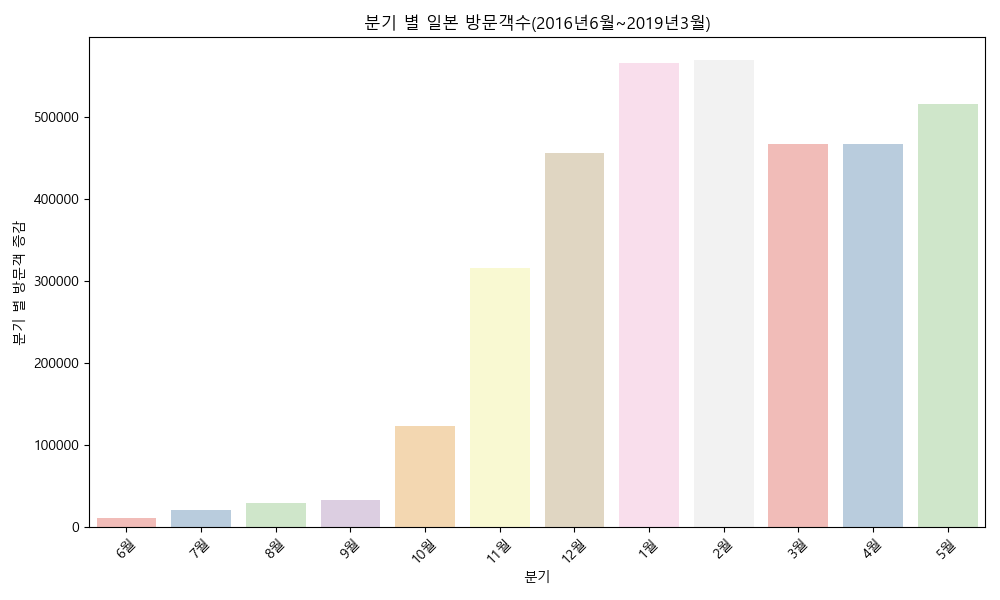 분기 별 일본 방문객수(2016년6월~2019년3월)
분기 별 방문객 증감
500000
400000
300000
200000
100000
0
6월 7월 8월 9월 10월 11월 12월 1월 2월 3월 4월 5월
분기